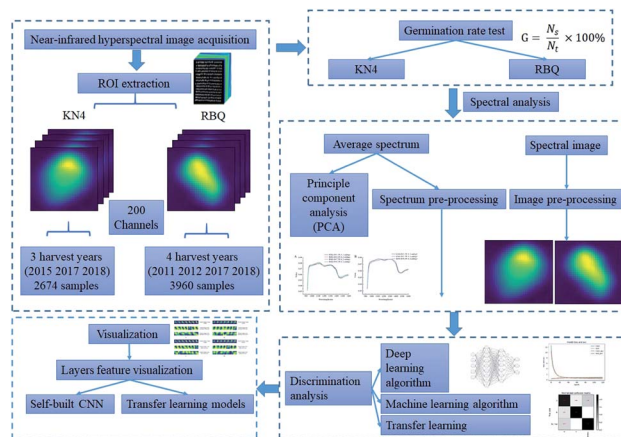 Near-infrared hyperspectral image acquisition
ROI extraction
KN4
RBQ
200
Channels
3 harvest years
(2015 2017 2018)
2674 samples
4 harvest years
(2011 2012 2017 2018)
3960 samples
Germination rate test
G = Ns/Nt × 100%
KN4
RBQ
Spectral analysis
Average spectrum
Spectral image
Principle
component
analysis
(PCA)
Spectrum pre-processing
Image pre-processing
Visualization
Layers feature visualization
Self-built CNN
Transfer learning models
Discrimination
analysis
Deep
learning
algorithm
Machine learning algorithm
Transfer learning